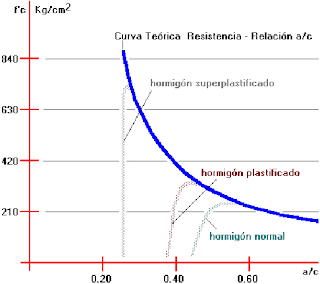 f'c Kg/cm2
Curva Teórica Resistencia - Relación a/c
840
hormigón superplastificado
630
420
hormigón plastificado
210
hormigón normal
0.20 0.40 0.60 a/c